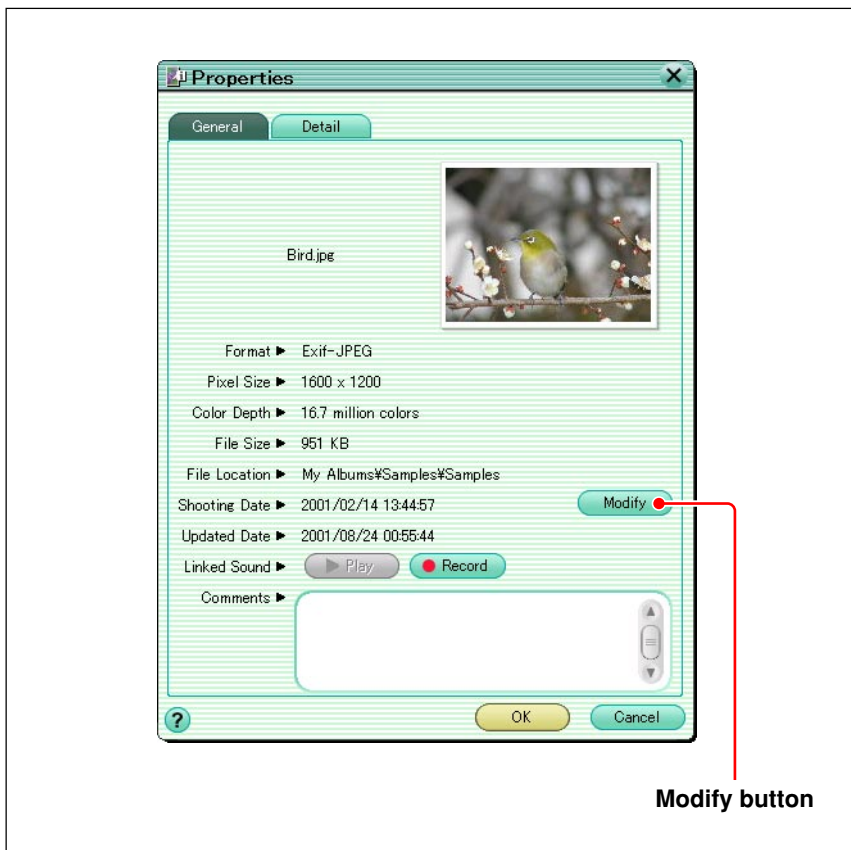 Properties
General Detail
Bird.jpg
Format ▶ Exif-JPEG
Pixel Size ▶ 1600 x 1200
Color Depth ▶ 16.7 million colors
File Size ▶ 951 KB
File Location ▶ My Albums¥Samples¥Samples
Shooting Date ▶ 2001/02/14 13:44:57 Modify
Updated Date ▶ 2001/08/24 00:55:44
Linked Sound ▶ Play Record
Comments ▶
? OK Cancel
Modify button